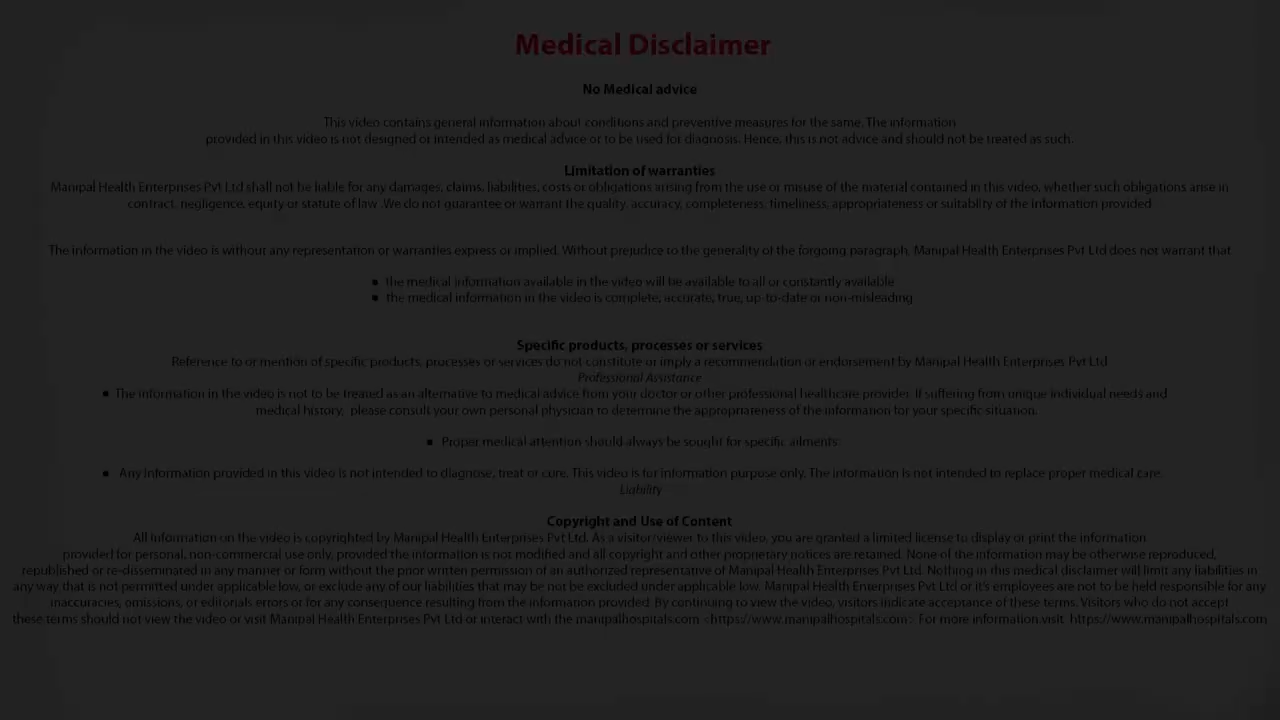 Medical Disclaimer
No Medical advice
This video contains general information about conditions and preventive measures for the same. The information
provided in this video is not designed or intended as medical advice or to be used for diagnosis. Hence, this is not advice and should not be treated as such.
Limitation of warranties
Manipal Health Enterprises Pvt Ltd shall not be liable for any damages, claims, liabilities, costs or obligations arising from the use or misuse of the material contained in this video, whether such obligations arise in
contract, negligence, equity or statute of law .We do not guarantee or warrant the quality, accuracy, completeness, timeliness, appropriateness or suitablity of the information provided
The information in the video is without any representation or warranties express or implied. Without prejudice to the generality of the forgoing paragraph, Manipal Health Enterprises Pvt Ltd does not warrant that
• the medical information available in the video will be available to all or constantly available
• the medical information in the video is complete, accurate, true, up-to-date or non-misleading
Specific products, processes or services
Reference to or mention of specific products, processes or services do not constitute or imply a recommendation or endorsement by Manipal Health Enterprises Pvt Ltd
Professional Assistance
• The information in the video is not to be treated as an alternative to medical advice from your doctor or other professional healthcare provider. If suffering from unique individual needs and
medical history, please consult your own personal physician to determine the appropriateness of the information for your specific situation.
• Proper medical attention should always be sought for specific ailments
• Any Information provided in this video is not intended to diagnose, treat or cure. This video is for information purpose only. The information is not intended to replace proper medical care.
Liability
Copyright and Use of Content
All Information on the video is copyrighted by Manipal Health Enterprises Pvt Ltd. As a visitor/viewer to this video, you are granted a limited license to display or print the information
provided for personal, non-commercial use only, provided the information is not modified and all copyright and other proprietary notices are retained. None of the information may be otherwise reproduced,
republished or re-disseminated in any manner or form without the prior written permission of an authorized representative of Manipal Health Enterprises Pvt Ltd. Nothing in this medical disclaimer will limit any liabilities in
any way that is not permitted under applicable low, or exclude any of our liabilities that may be not be excluded under applicable low. Manipal Health Enterprises Pvt Ltd or it's employees are not to be held responsible for any
inaccuracies, omissions, or editorials errors or for any consequence resulting from the information provided. By continuing to view the video, visitors indicate acceptance of these terms. Visitors who do not accept
these terms should not view the video or visit Manipal Health Enterprises Pvt Ltd or interact with the manipalhospitals.com <https://www.manipalhospitals.com> For more information visit https://www.manipalhospitals.com